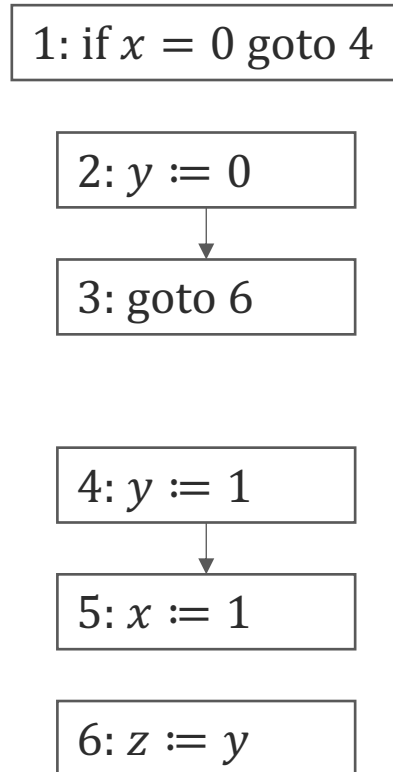 1: if x = 0 goto 4
2: y := 0
3: goto 6
4: y := 1
5: x := 1
6: z := y